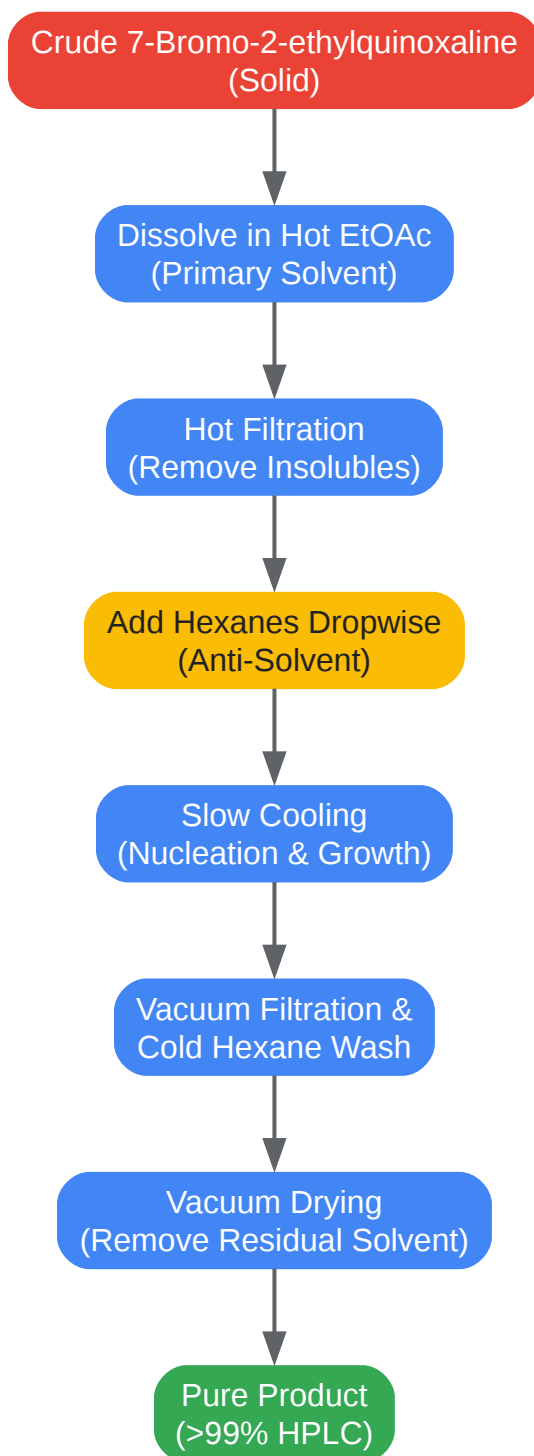 Crude 7-Bromo-2-ethylquinoxaline
(Solid)
Dissolve in Hot EtOAc
(Primary Solvent)
Hot Filtration
(Remove Insolubles)
Add Hexanes Dropwise
(Anti-Solvent)
Slow Cooling
(Nucleation & Growth)
Vacuum Filtration &
Cold Hexane Wash
Vacuum Drying
(Remove Residual Solvent)
Pure Product
(>99% HPLC)